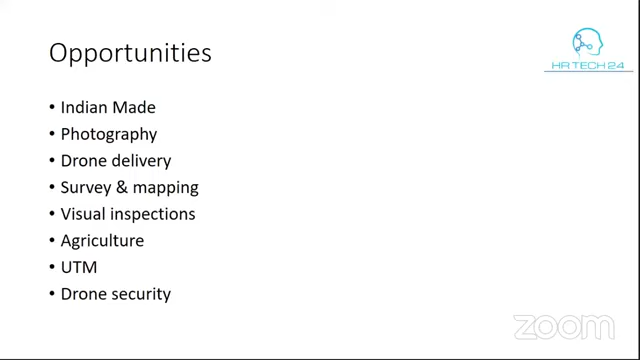 Opportunities
HR TECH 24
• Indian Made
• Photography
• Drone delivery
• Survey & mapping
• Visual inspections
• Agriculture
• UTM
• Drone security
zoom